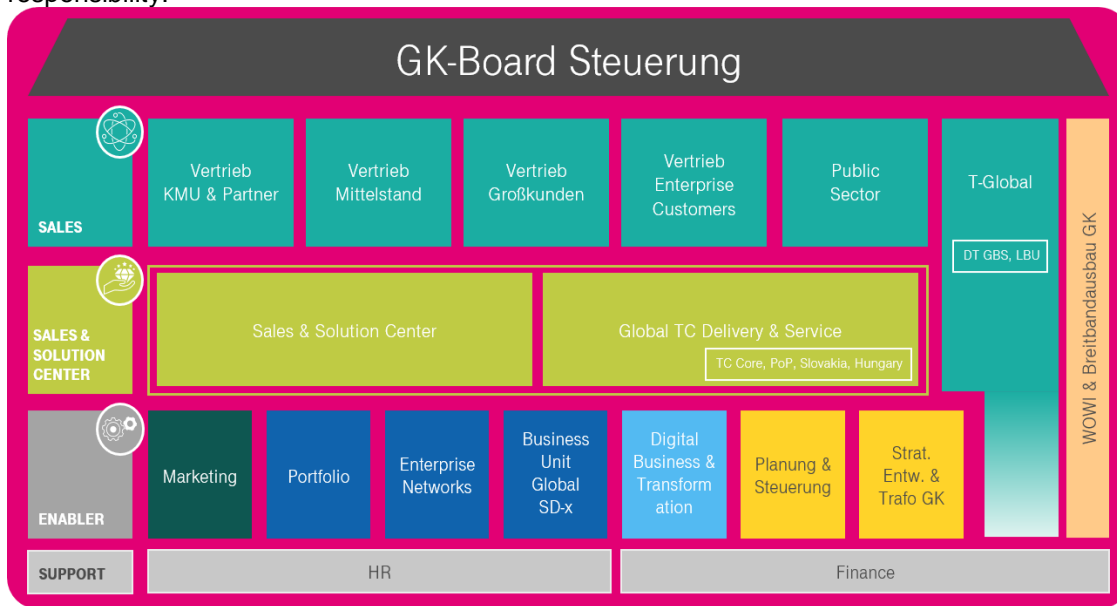 responsibility.
GK-Board Steuerung
SALES
Vertrieb
KMU & Partner
Vertrieb
Mittelstand
Vertrieb
Großkunden
Vertrieb
Enterprise
Customers
Public
Sector
T-Global
DT GBS, LBU
WOWI & Breitbandausbau GK
SALES &
SOLUTION
CENTER
Sales & Solution Center
Global TC Delivery & Service
TC Core, PoP, Slovakia, Hungary
ENABLER
Marketing
Portfolio
Enterprise
Networks
Business
Unit
Global
SD-x
Digital
Business &
Transform
ation
Planung &
Steuerung
Strat.
Entw. &
Trafo GK
SUPPORT
HR
Finance